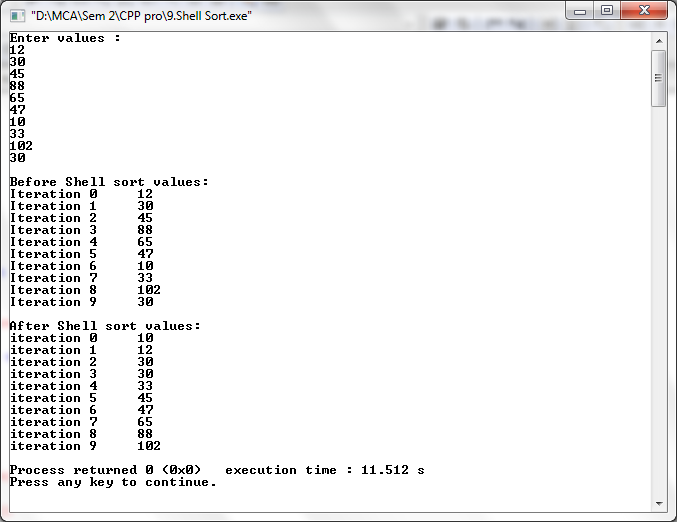 "D:\MCA\Sem 2\CPP pro\9.Shell Sort.exe"
Enter values :
12
30
45
88
65
47
10
33
102
30
Before Shell sort values:
Iteration 0 12
Iteration 1 30
Iteration 2 45
Iteration 3 88
Iteration 4 65
Iteration 5 47
Iteration 6 10
Iteration 7 33
Iteration 8 102
Iteration 9 30
After Shell sort values:
iteration 0 10
iteration 1 12
iteration 2 30
iteration 3 30
iteration 4 33
iteration 5 45
iteration 6 47
iteration 7 65
iteration 8 88
iteration 9 102
Process returned 0 (0x0) execution time : 11.512 s
Press any key to continue.